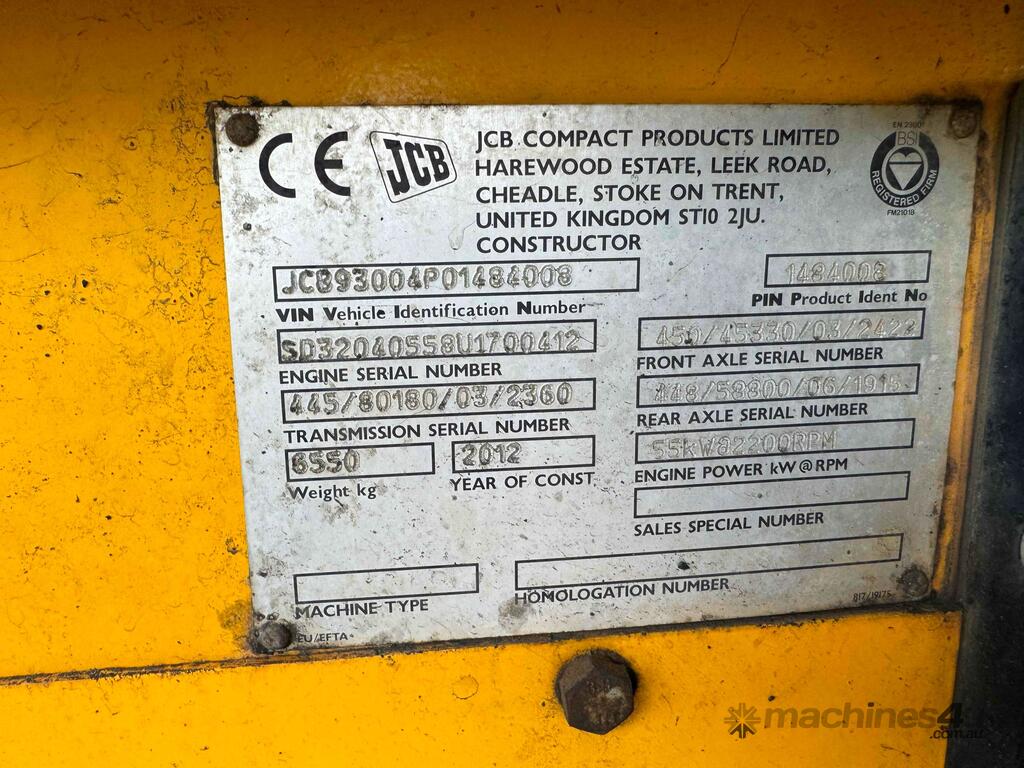 CE
JCB
JCB COMPACT PRODUCTS LIMITED
HAREWOOD ESTATE, LEEK ROAD,
CHEADLE, STOKE ON TRENT,
UNITED KINGDOM ST10 2JU.
CONSTRUCTOR
BSI
REGISTERED FIRM
FM21018
JCB93004P01484008
VIN Vehicle Identification Number
1484008
PIN Product Ident No
SD320405S8U1700412
ENGINE SERIAL NUMBER
450/45330/03/2422
FRONT AXLE SERIAL NUMBER
445/80180/03/2360
TRANSMISSION SERIAL NUMBER
448/58800/06/1915
REAR AXLE SERIAL NUMBER
6550
Weight kg
2012
YEAR OF CONST
55kW@2200RPM
ENGINE POWER kW @ RPM
SALES SPECIAL NUMBER
MACHINE TYPE
HOMOLOGATION NUMBER
EU/EFTA
817/19175
machines4u
.com.au